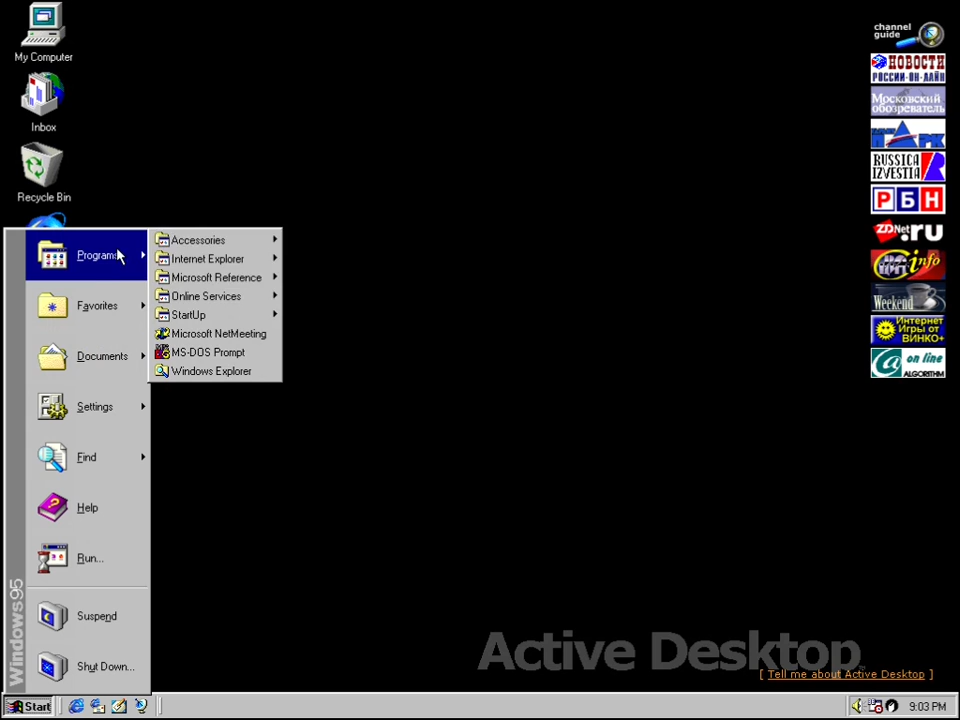 My Computer
Inbox
Recycle Bin
Programs
Favorites
Documents
Settings
Find
Help
Run...
Suspend
Shut Down...
Windows95
Accessories
Internet Explorer
Microsoft Reference
Online Services
StartUp
Microsoft NetMeeting
MS-DOS Prompt
Windows Explorer
channel
guide
НОВОСТИ
РОССИИ-ОН-ЛАЙН
Московский
обозреватель
ПАРК
RUSSICA
IZVESTIA
РБН
ZDNet.ru
info
Weekend
Интернет
Игры от
ВИНКО+
on line
ALGORITHM
Active Desktop
[ Tell me about Active Desktop ]
Start
9:03 PM